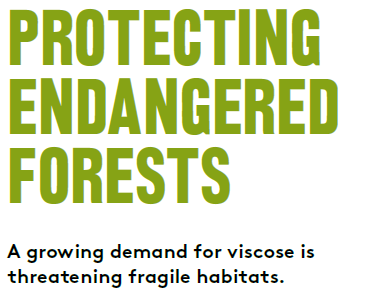 PROTECTING
ENDANGERED
FORESTS
A growing demand for viscose is
threatening fragile habitats.